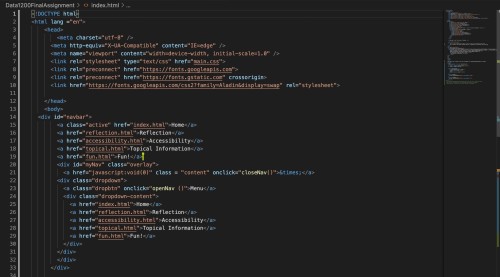 Data1200FinalAssignment > index.html > ...
1 <!DOCTYPE html>
2 <html lang ="en">
3 <head>
4 <meta charset="utf-8" />
5 <meta http-equiv="X-UA-Compatible" content="IE=edge" />
6 <meta name="viewport" content="width=device-width, initial-scale=1.0" />
7 <link rel="stylesheet" type="text/css" href="main.css">
8 <link rel="preconnect" href="https://fonts.googleapis.com">
9 <link rel="preconnect" href="https://fonts.gstatic.com" crossorigin>
10 <link href="https://fonts.googleapis.com/css2?family=Aladin&display=swap" rel="stylesheet">
11
12 </head>
13 <body>
14 <div id="navbar">
15 <a class="active" href="index.html">Home</a>
16 <a href="reflection.html">Reflection</a>
17 <a href="accessibility.html">Accessibility</a>
18 <a href="topical.html">Topical Information</a>
19 <a href="fun.html">Fun!</a>
20 <div id="myNav" class="overlay">
21 <a href="javascript:void(0)" class = "content" onclick="closeNav()">&times;</a>
22 <div class="dropdown">
23 <a class="dropbtn" onclick="openNav ()">Menu</a>
24 <div class="dropdown-content">
25 <a href="index.html">Home</a>
26 <a href="reflection.html">Reflection</a>
27 <a href="accessibility.html">Accessibility</a>
28 <a href="topical.html">Topical Information</a>
29 <a href="fun.html">Fun!</a>
30 </div>
31 </div>
32 </div>
33 </div>
34